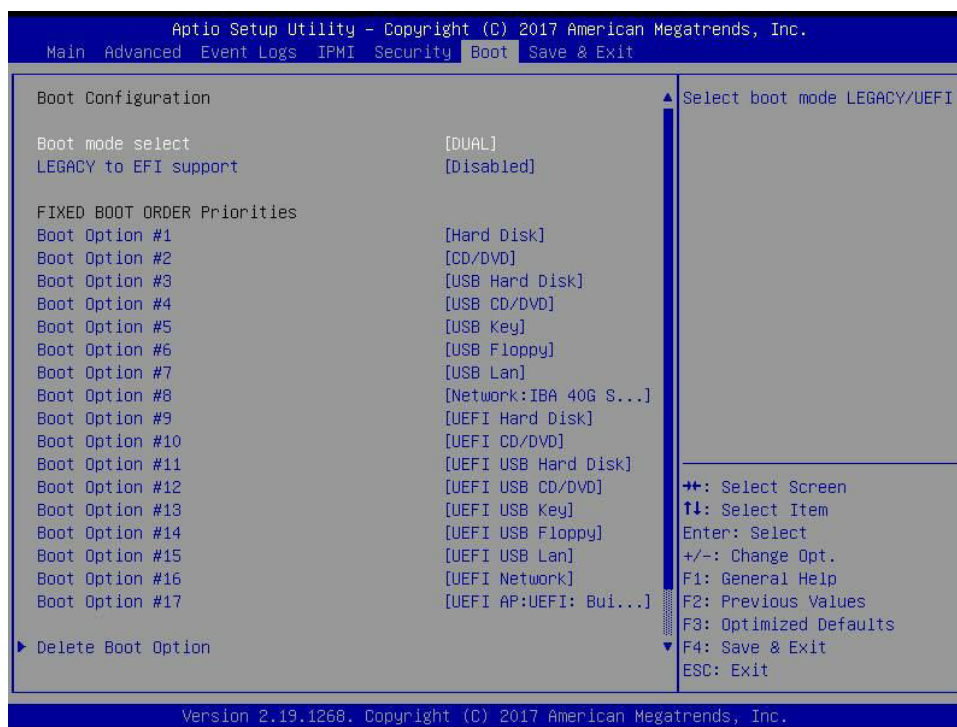 Aptio Setup Utility – Copyright (C) 2017 American Megatrends, Inc.
Main Advanced Event Logs IPMI Security Boot Save & Exit
Boot Configuration
Boot mode select [DUAL]
LEGACY to EFI support [Disabled]
FIXED BOOT ORDER Priorities
Boot Option #1 [Hard Disk]
Boot Option #2 [CD/DVD]
Boot Option #3 [USB Hard Disk]
Boot Option #4 [USB CD/DVD]
Boot Option #5 [USB Key]
Boot Option #6 [USB Floppy]
Boot Option #7 [USB Lan]
Boot Option #8 [Network:IBA 40G S...]
Boot Option #9 [UEFI Hard Disk]
Boot Option #10 [UEFI CD/DVD]
Boot Option #11 [UEFI USB Hard Disk]
Boot Option #12 [UEFI USB CD/DVD]
Boot Option #13 [UEFI USB Key]
Boot Option #14 [UEFI USB Floppy]
Boot Option #15 [UEFI USB Lan]
Boot Option #16 [UEFI Network]
Boot Option #17 [UEFI AP:UEFI: Bui...]
Delete Boot Option
Select boot mode LEGACY/UEFI
→←: Select Screen
↑↓: Select Item
Enter: Select
+/-: Change Opt.
F1: General Help
F2: Previous Values
F3: Optimized Defaults
F4: Save & Exit
ESC: Exit
Version 2.19.1268. Copyright (C) 2017 American Megatrends, Inc.